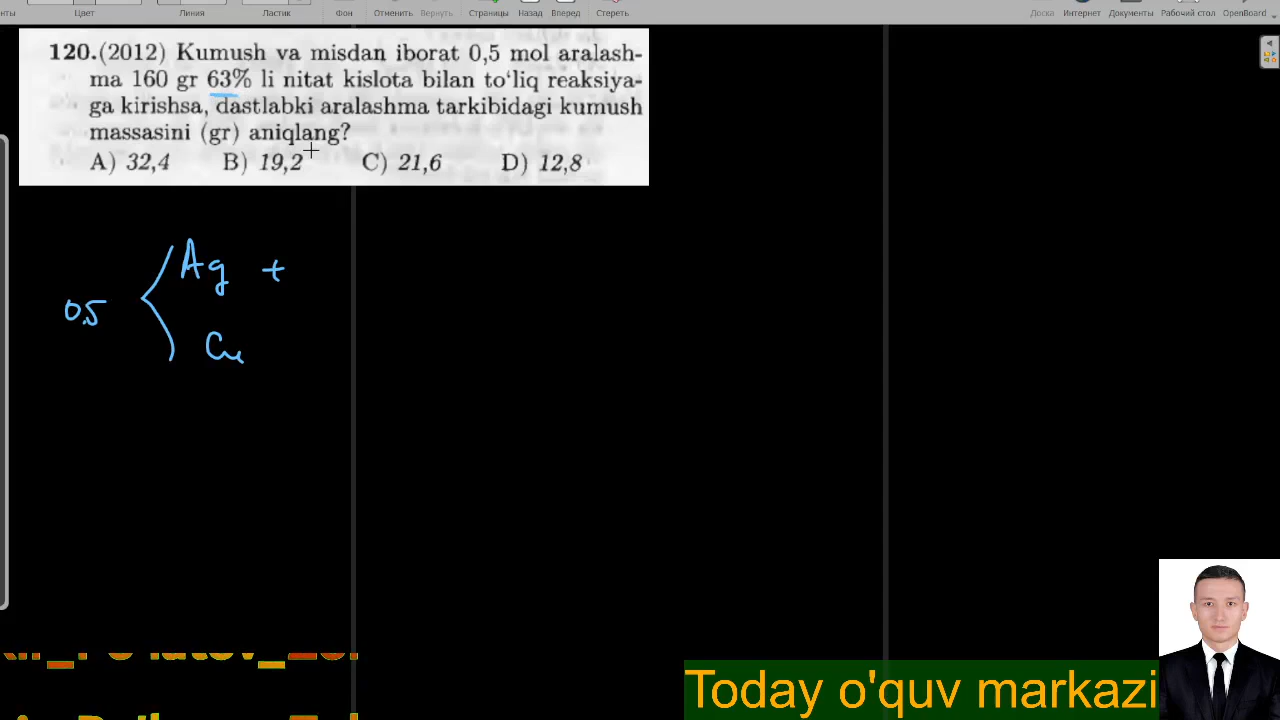 Цвет
Линия
Ластик
Фон
Отменить
Вернуть
Страницы
Назад
Вперед
Стереть
Доска
Интернет
Документы
Рабочий стол
OpenBoard
120.(2012) Kumush va misdan iborat 0,5 mol aralash-
ma 160 gr 63% li nitat kislota bilan to‘liq reaksiya-
ga kirishsa, dastlabki aralashma tarkibidagi kumush
massasini (gr) aniqlang?
A) 32,4 B) 19,2 C) 21,6 D) 12,8
Ag +
0.5
Cu
Today o'quv markazi